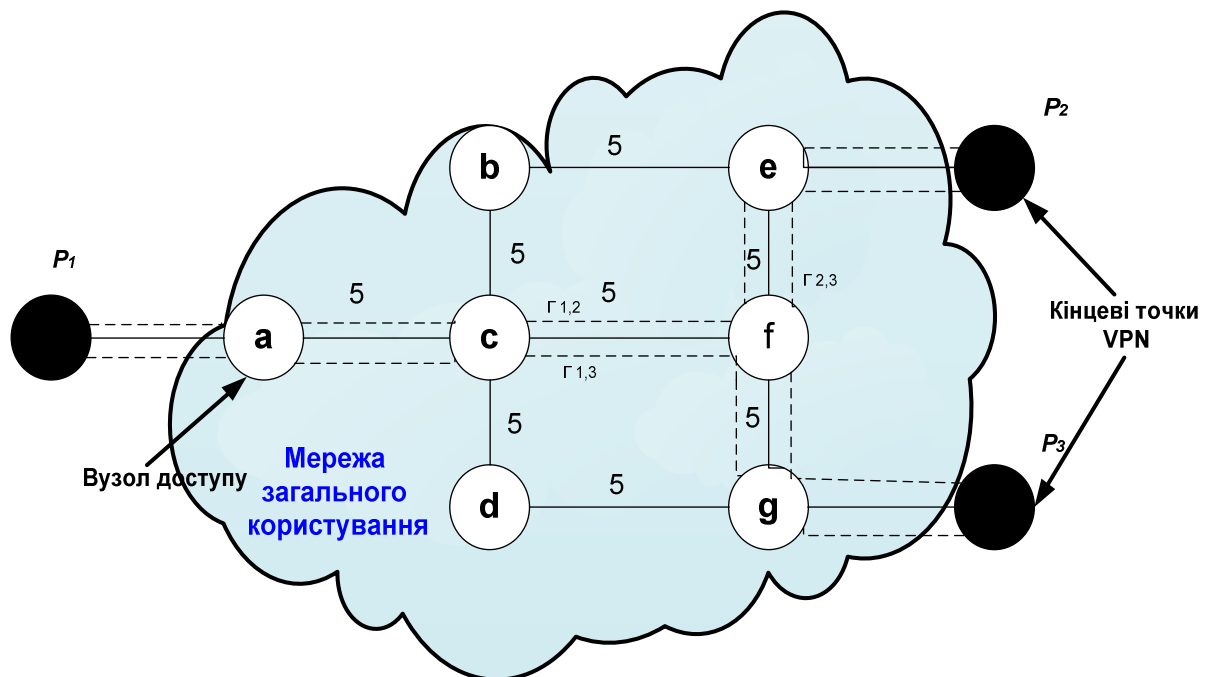 P2
b
5
e
P1
5
5
5
5
Г 2,3
Г 1,2
a
c
f
Г 1,3
Кінцеві точки
VPN
5
5
P3
Вузол доступу
Мережа
загального
користування
5
d
g